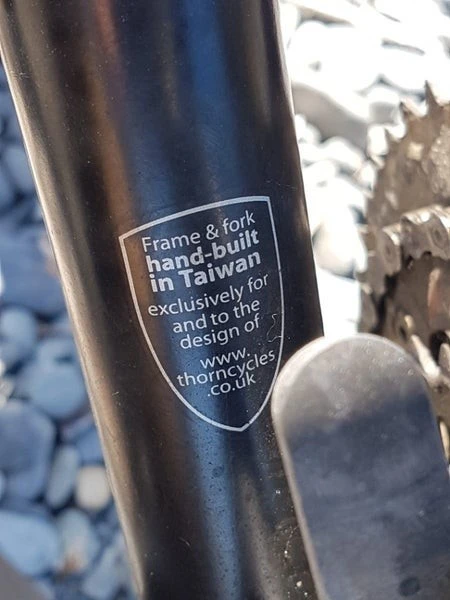 Frame & fork
hand-built
in Taiwan
exclusively for
and to the
design of
www.
thorncycles
.co.uk